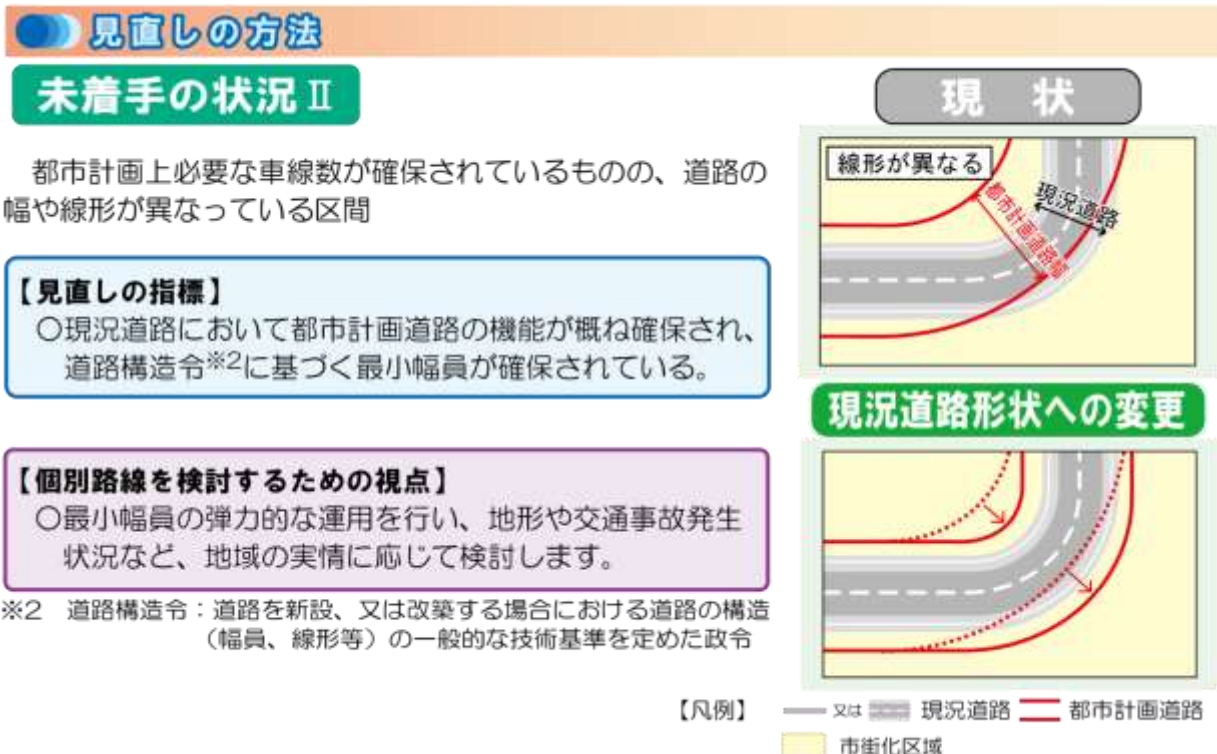 見直しの方法
未着手の状況Ⅱ
都市計画上必要な車線数が確保されているものの、道路の
幅や線形が異なっている区間
【見直しの指標】
○現況道路において都市計画道路の機能が概ね確保され、
道路構造令※2に基づく最小幅員が確保されている。
【個別路線を検討するための視点】
○最小幅員の弾力的な運用を行い、地形や交通事故発生
状況など、地域の実情に応じて検討します。
※2 道路構造令：道路を新設、又は改築する場合における道路の構造
（幅員、線形等）の一般的な技術基準を定めた政令
現 状
線形が異なる
現況道路
都市計画道路幅
現況道路形状への変更
【凡例】 又は 現況道路 都市計画道路
市街化区域